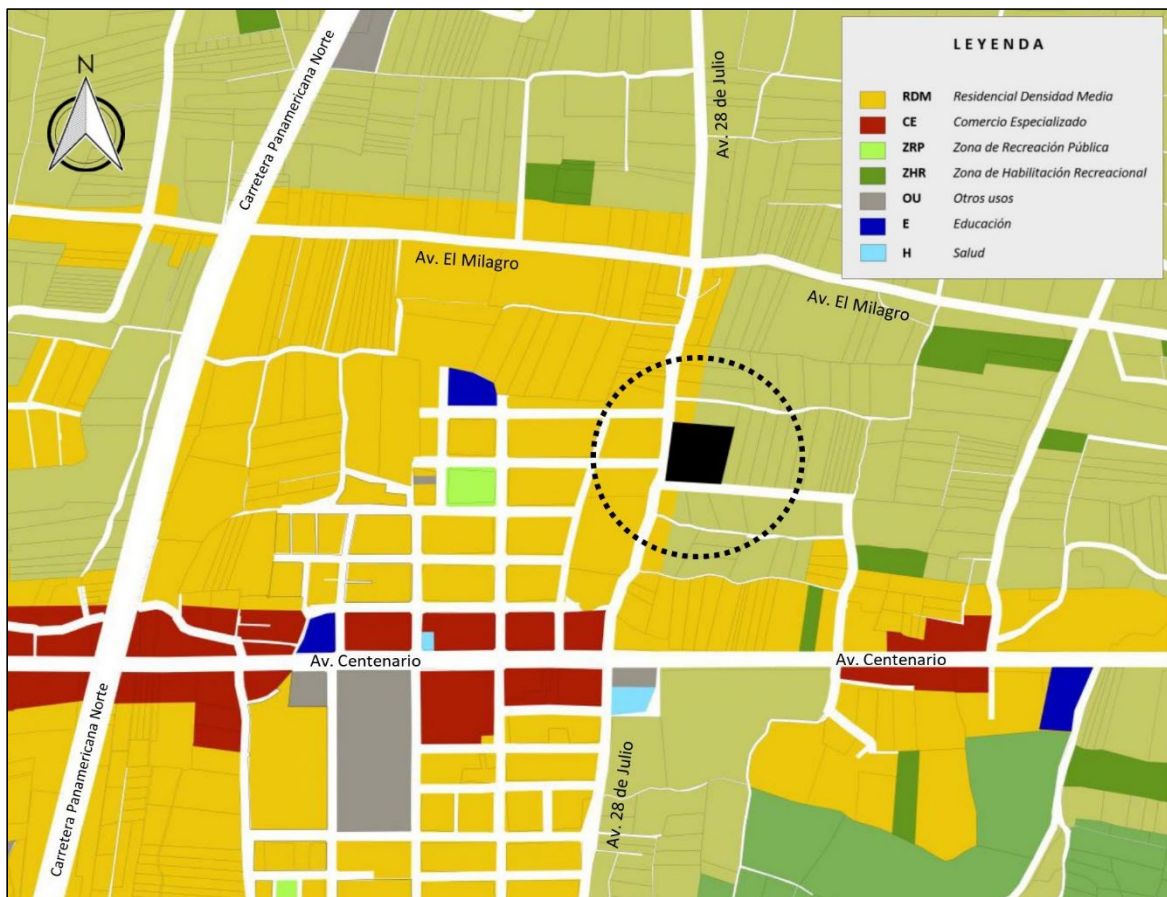 N
Carretera Panamericana Norte
Av. 28 de Julio
LEYENDA
RDM Residencial Densidad Media
CE Comercio Especializado
ZRP Zona de Recreación Pública
ZHR Zona de Habilitación Recreacional
OU Otros usos
E Educación
H Salud
Av. El Milagro
Av. El Milagro
Av. Centenario
Av. Centenario
Carretera Panamericana Norte
Av. 28 de Julio